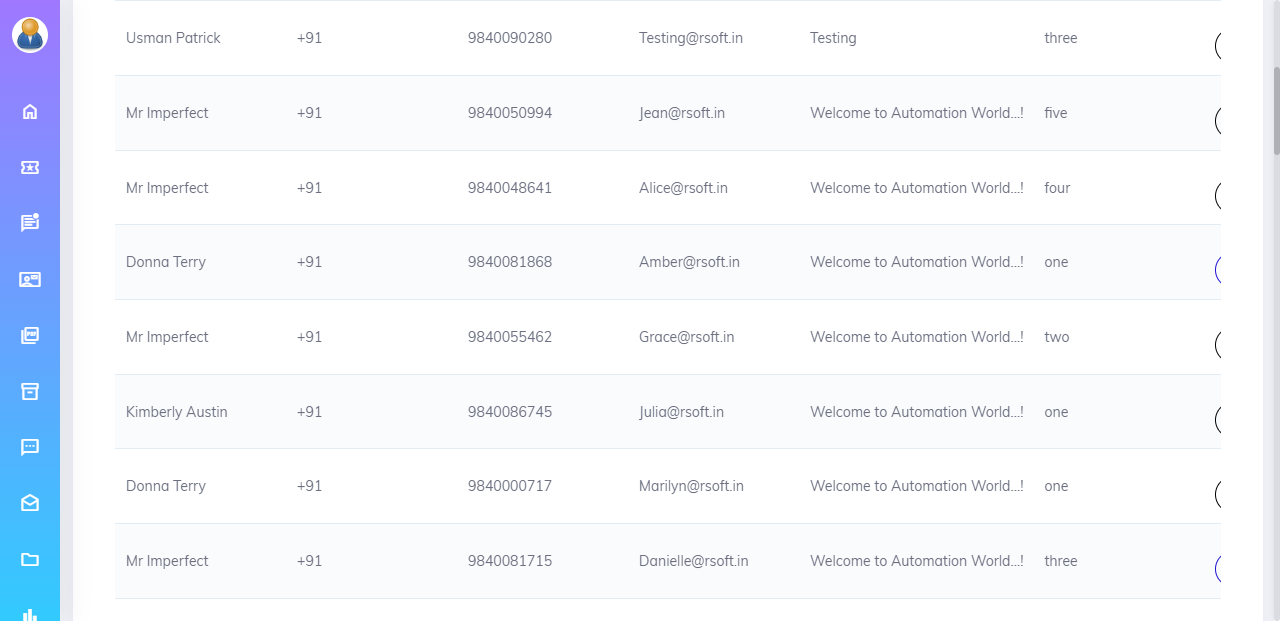 Usman Patrick +91 9840090280 Testing@rsoft.in Testing three
Mr Imperfect +91 9840050994 Jean@rsoft.in Welcome to Automation World...! five
Mr Imperfect +91 9840048641 Alice@rsoft.in Welcome to Automation World...! four
Donna Terry +91 9840081868 Amber@rsoft.in Welcome to Automation World...! one
Mr Imperfect +91 9840055462 Grace@rsoft.in Welcome to Automation World...! two
Kimberly Austin +91 9840086745 Julia@rsoft.in Welcome to Automation World...! one
Donna Terry +91 9840000717 Marilyn@rsoft.in Welcome to Automation World...! one
Mr Imperfect +91 9840081715 Danielle@rsoft.in Welcome to Automation World...! three